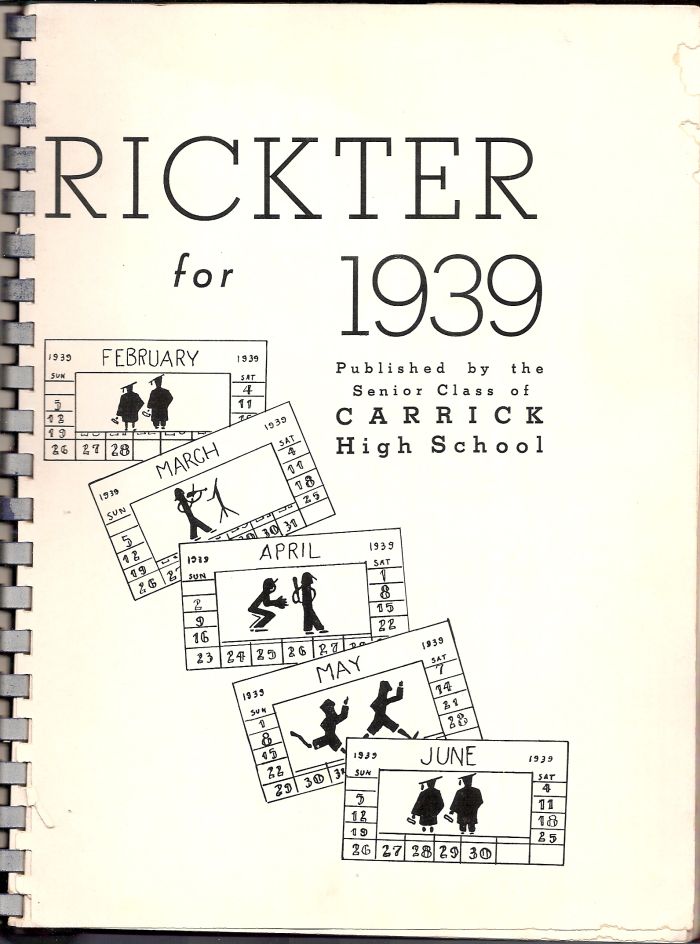 RICKTER
for 1939
Published by the
Senior Class of
CARRICK
High School
1939 FEBRUARY 1939
SUN SAT
4
5 11
12
19
26 27 28
1939 MARCH 1939
SUN SAT
4
5 11
12 18
19 25
26 30 31
1939 APRIL 1939
SUN SAT
1
2 8
9 15
16 22
23 24 25 26 27
1939 MAY 1939
SUN SAT
7
1 14
8 21
15 28
22
29 30
1939 JUNE 1939
SUN SAT
4
5 11
12 18
19 25
26 27 28 29 30